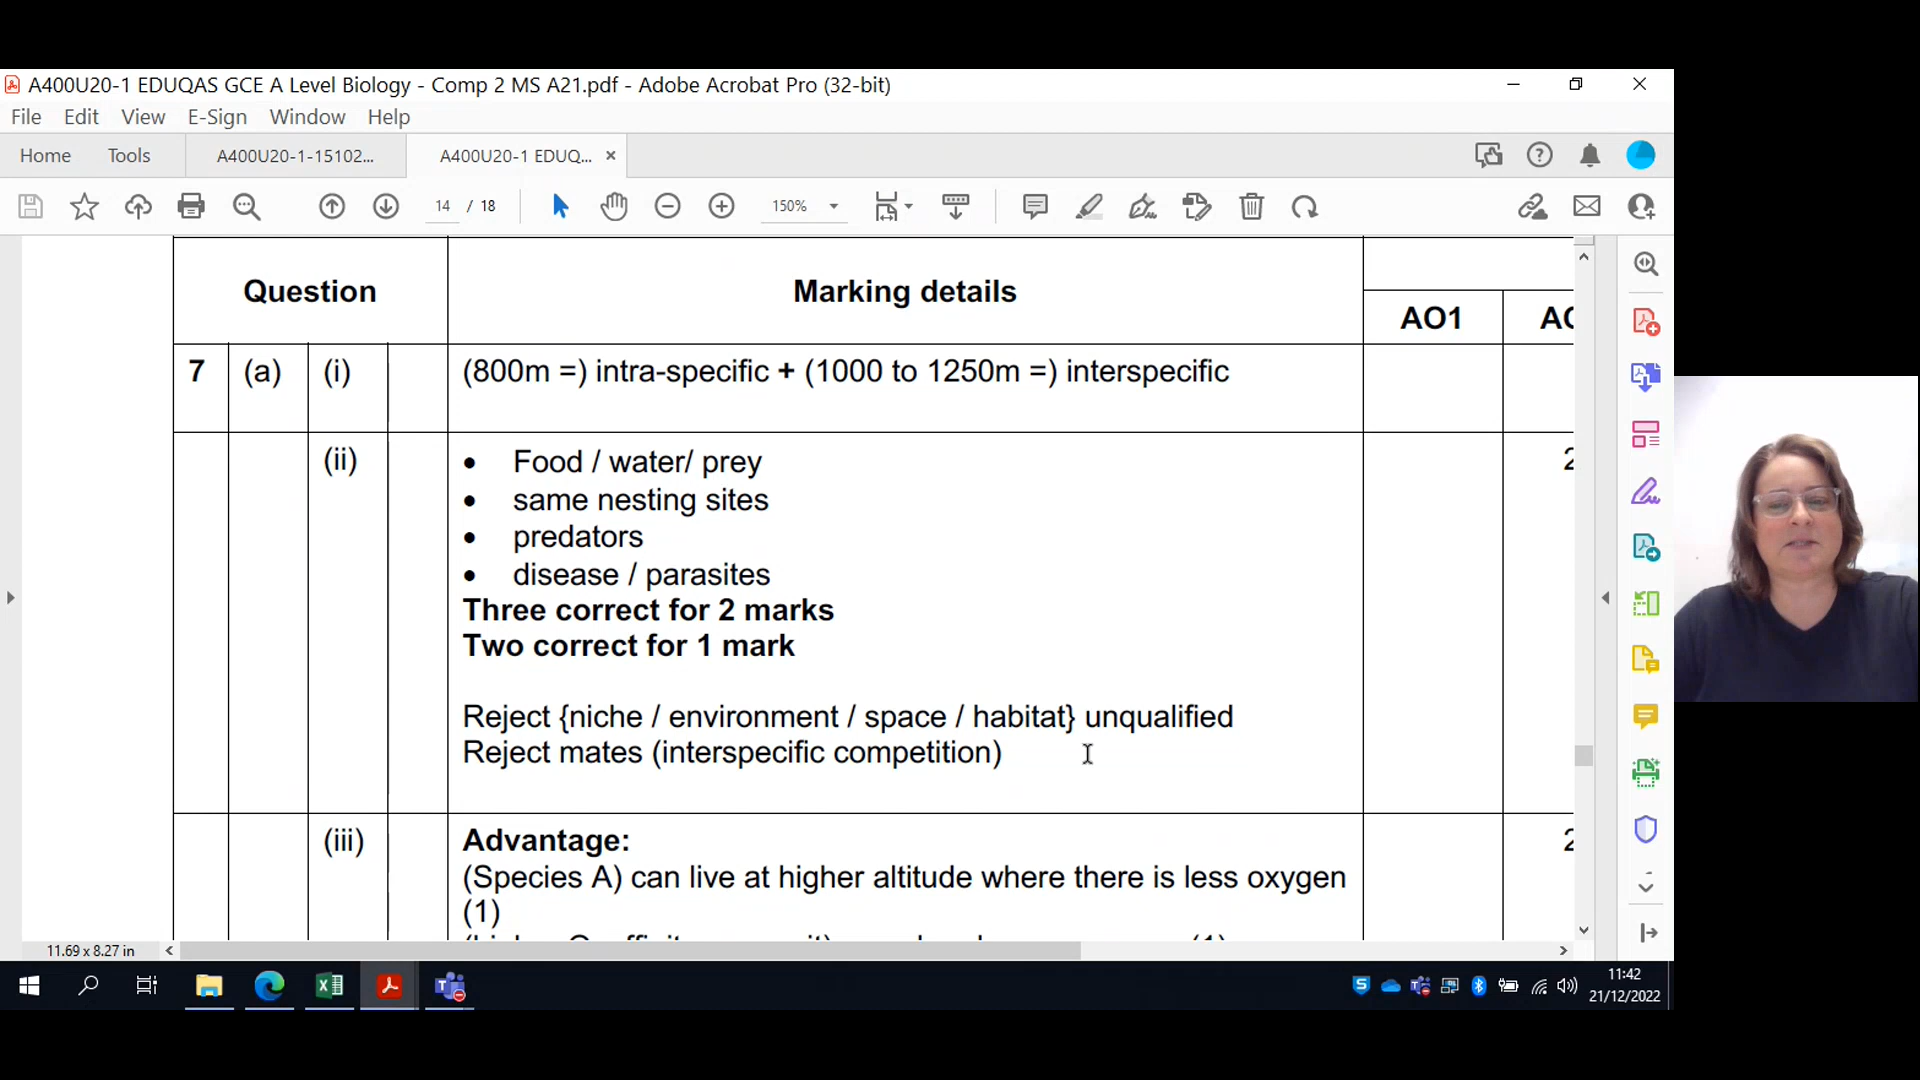 A400U20-1 EDUQAS GCE A Level Biology - Comp 2 MS A21.pdf - Adobe Acrobat Pro (32-bit)
File Edit View E-Sign Window Help
Home Tools A400U20-1-15102... A400U20-1 EDUQ... ×
14 / 18 150%
Question Marking details
AO1
7 (a) (i) (800m =) intra-specific + (1000 to 1250m =) interspecific
(ii) • Food / water/ prey
• same nesting sites
• predators
• disease / parasites
Three correct for 2 marks
Two correct for 1 mark
2
Reject {niche / environment / space / habitat} unqualified
Reject mates (interspecific competition)
(iii) Advantage:
2
(Species A) can live at higher altitude where there is less oxygen
(1)
11.69 x 8.27 in
11:42
21/12/2022